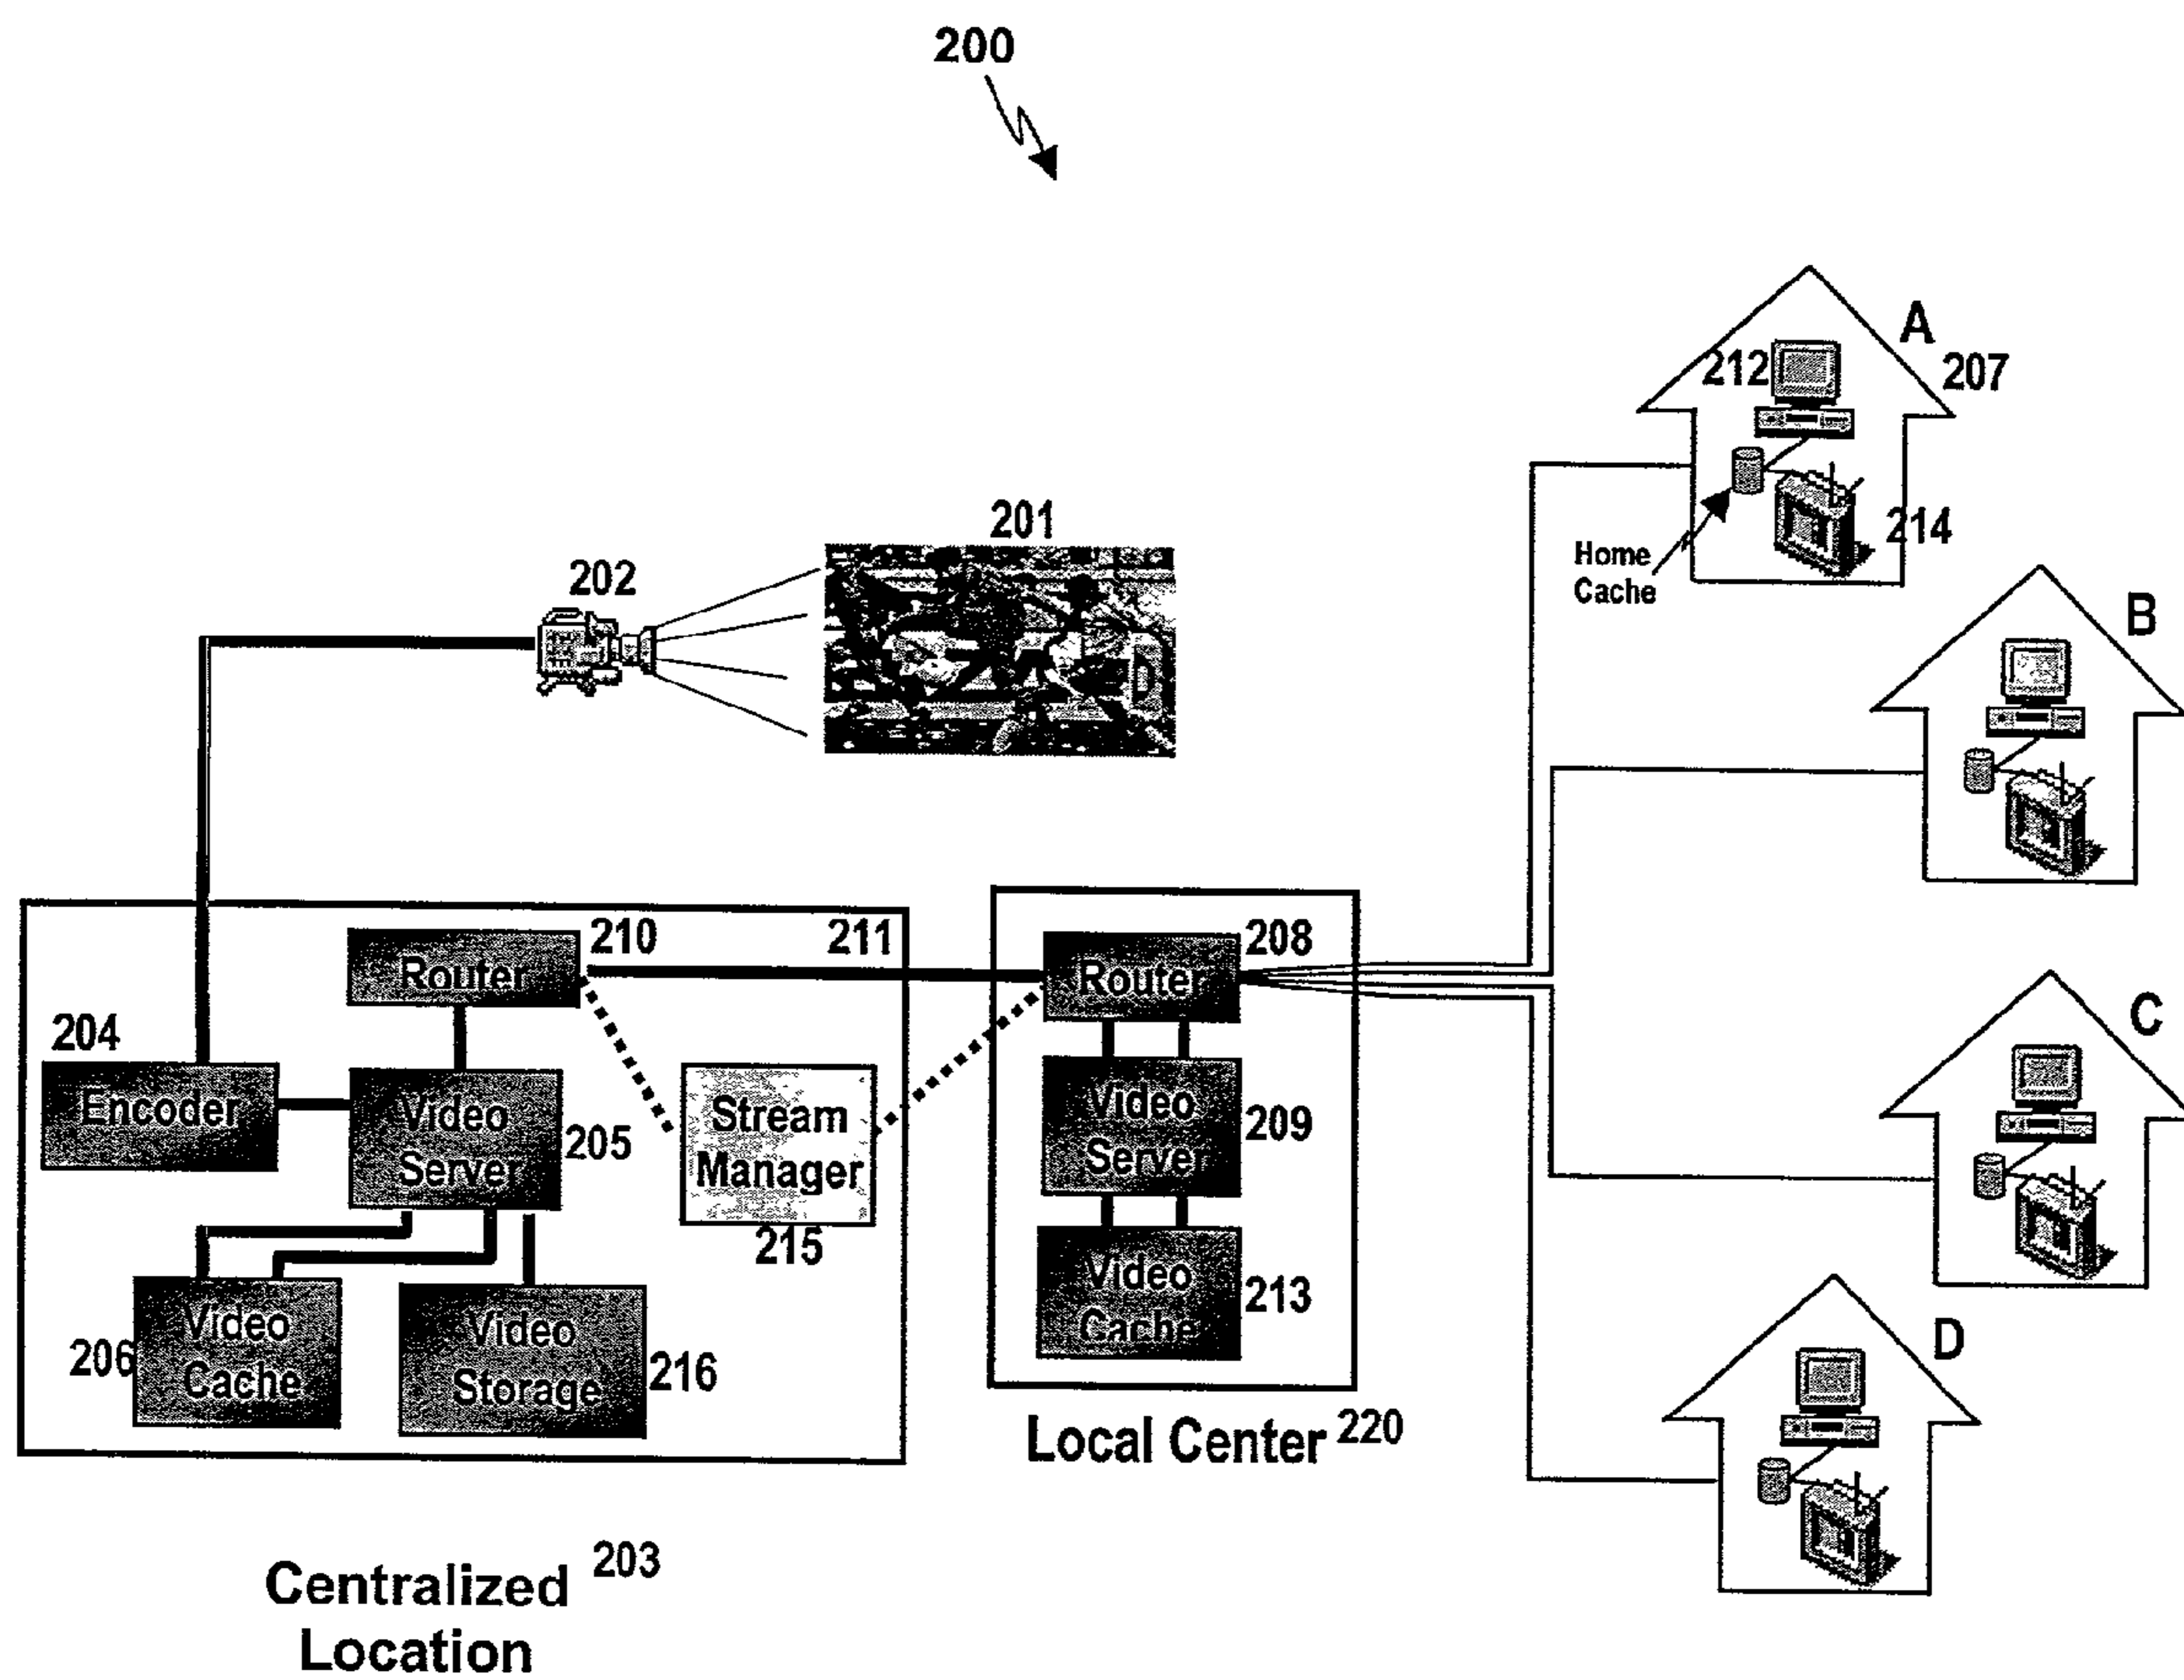 200
A
212
207
Home
Cache
214
201
202
B
210
211
208
Router
Router
204
Encoder
Video
Server
205
Stream
Manager
215
Video
Server
209
C
Video
Cache
206
Video
Storage
216
Video
Cache
213
D
Local Center 220
Centralized 203
Location